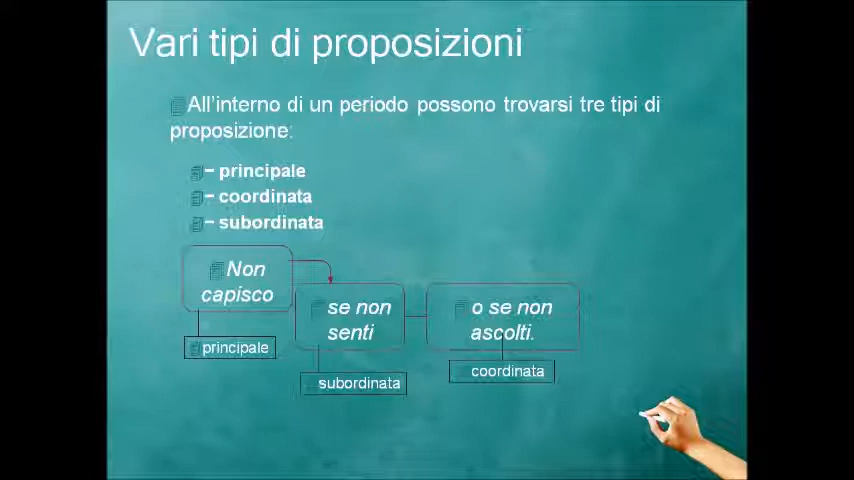 Vari tipi di proposizioni
All'interno di un periodo possono trovarsi tre tipi di
proposizione:
– principale
– coordinata
– subordinata
Non
capisco
se non
senti
o se non
ascolti.
principale
subordinata
coordinata